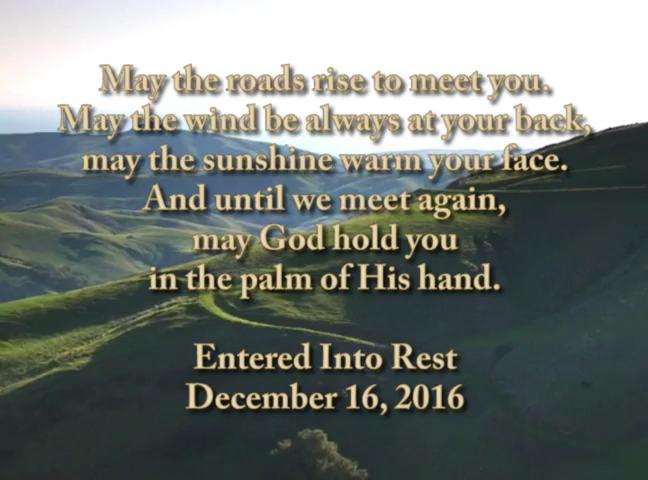 May the roads rise to meet you.
May the wind be always at your back,
may the sunshine warm your face.
And until we meet again,
may God hold you
in the palm of His hand.
Entered Into Rest
December 16, 2016